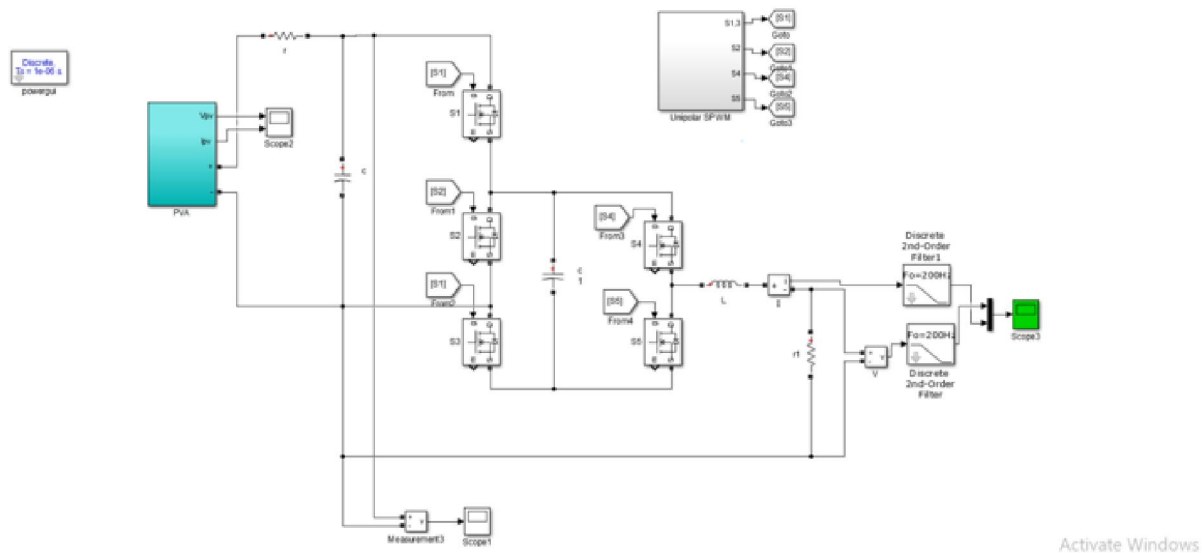 Discrete,
Ts = 1e-06 s.
powergui
Vpv
Ipv
+
-
PVA
Scope2
r
c
[S1]
From
S1
[S2]
From1
S2
[S1]
From2
S3
c
1
[S4]
From3
S4
[S5]
From4
S5
S1,3
S2
S4
S5
Unipolar SPWM
[S1]
Goto
[S2]
Goto1
[S4]
Goto2
[S5]
Goto3
L
I
r1
V
Discrete
2nd-Order
Filter1
Fo=200Hz
Fo=200Hz
Discrete
2nd-Order
Filter
Scope3
Measurement3
Scope1
Activate Windows